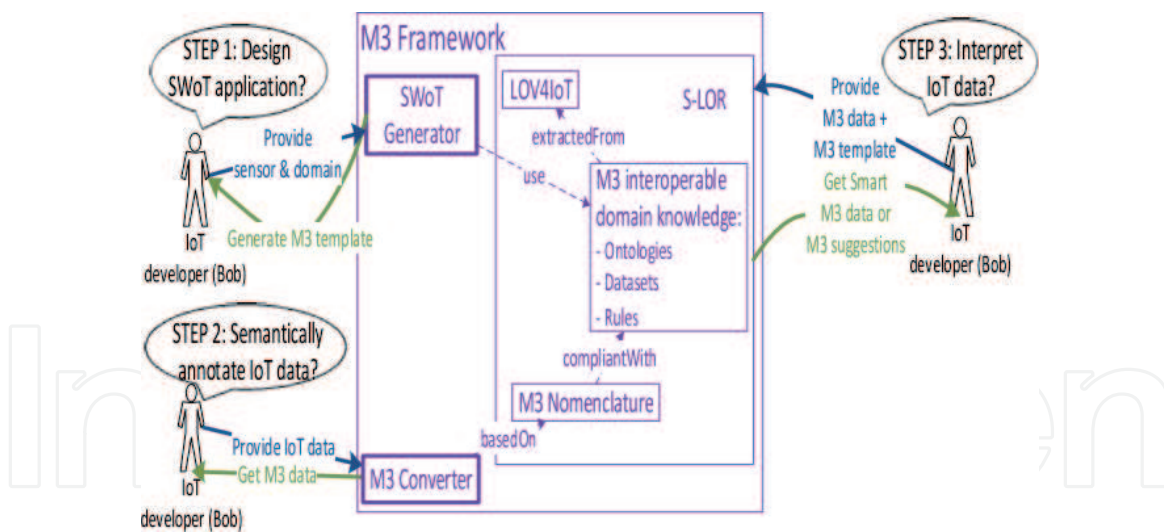 M3 Framework
STEP 1: Design
SWoT application?
Provide
sensor & domain
Generate M3 template
IoT
developer (Bob)
SWoT
Generator
use
LOV4IoT
S-LOR
extractedFrom
M3 interoperable
domain knowledge:
- Ontologies
- Datasets
- Rules
compliantWith
M3 Nomenclature
basedOn
M3 Converter
STEP 2: Semantically
annotate IoT data?
Provide IoT data
Get M3 data
IoT
developer (Bob)
STEP 3: Interpret
IoT data?
Provide
M3 data +
M3 template
Get Smart
M3 data or
M3 suggestions
IoT
developer (Bob)